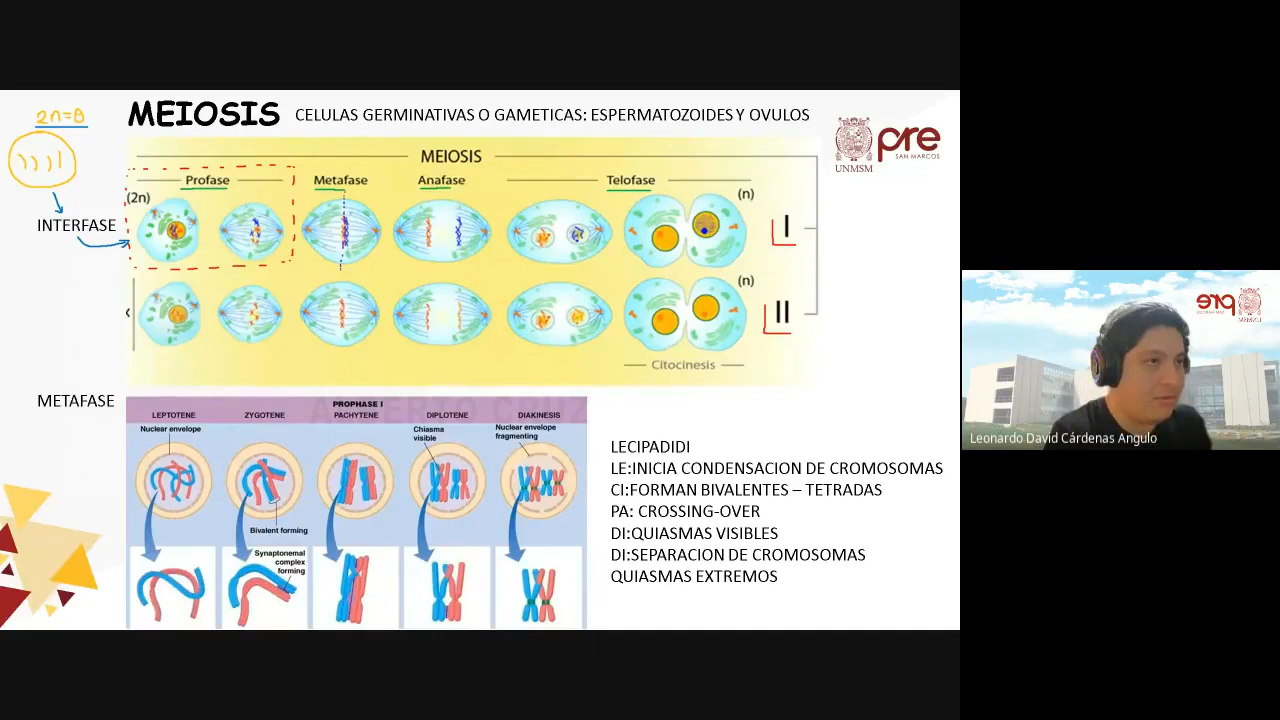 2n=8
MEIOSIS CELULAS GERMINATIVAS O GAMETICAS: ESPERMATOZOIDES Y OVULOS
UNMSM
pre
SAN MARCOS
MEIOSIS
Profase Metafase Anafase Telofase
(2n) (n)
INTERFASE
I
(n)
x
II
Citocinesis
METAFASE
PROPHASE I
LEPTOTENE ZYGOTENE PACHYTENE DIPLOTENE DIAKINESIS
Nuclear envelope
Chiasma
visible
Nuclear envelope
fragmenting
Bivalent forming
Synaptonemal
complex
forming
LECIPADIDI
LE:INICIA CONDENSACION DE CROMOSOMAS
CI:FORMAN BIVALENTES – TETRADAS
PA: CROSSING-OVER
DI:QUIASMAS VISIBLES
DI:SEPARACION DE CROMOSOMAS
QUIASMAS EXTREMOS
pre
UNMSM
Leonardo David Cárdenas Angulo